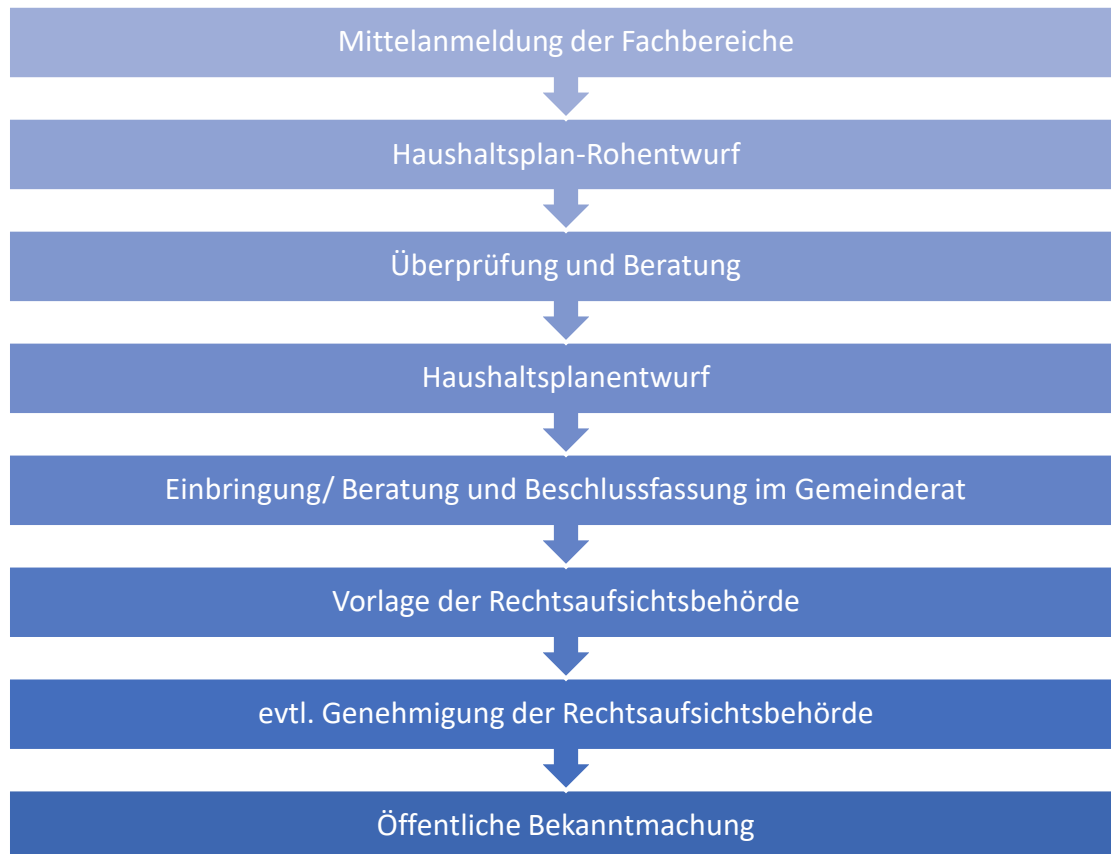 Mittelanmeldung der Fachbereiche
Haushaltsplan-Rohentwurf
Überprüfung und Beratung
Haushaltsplanentwurf
Einbringung/ Beratung und Beschlussfassung im Gemeinderat
Vorlage der Rechtsaufsichtsbehörde
evtl. Genehmigung der Rechtsaufsichtsbehörde
Öffentliche Bekanntmachung